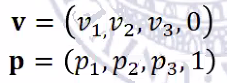 v = (v₁,v₂, v₃, 0)
p = (p₁, p₂, p₃, 1)